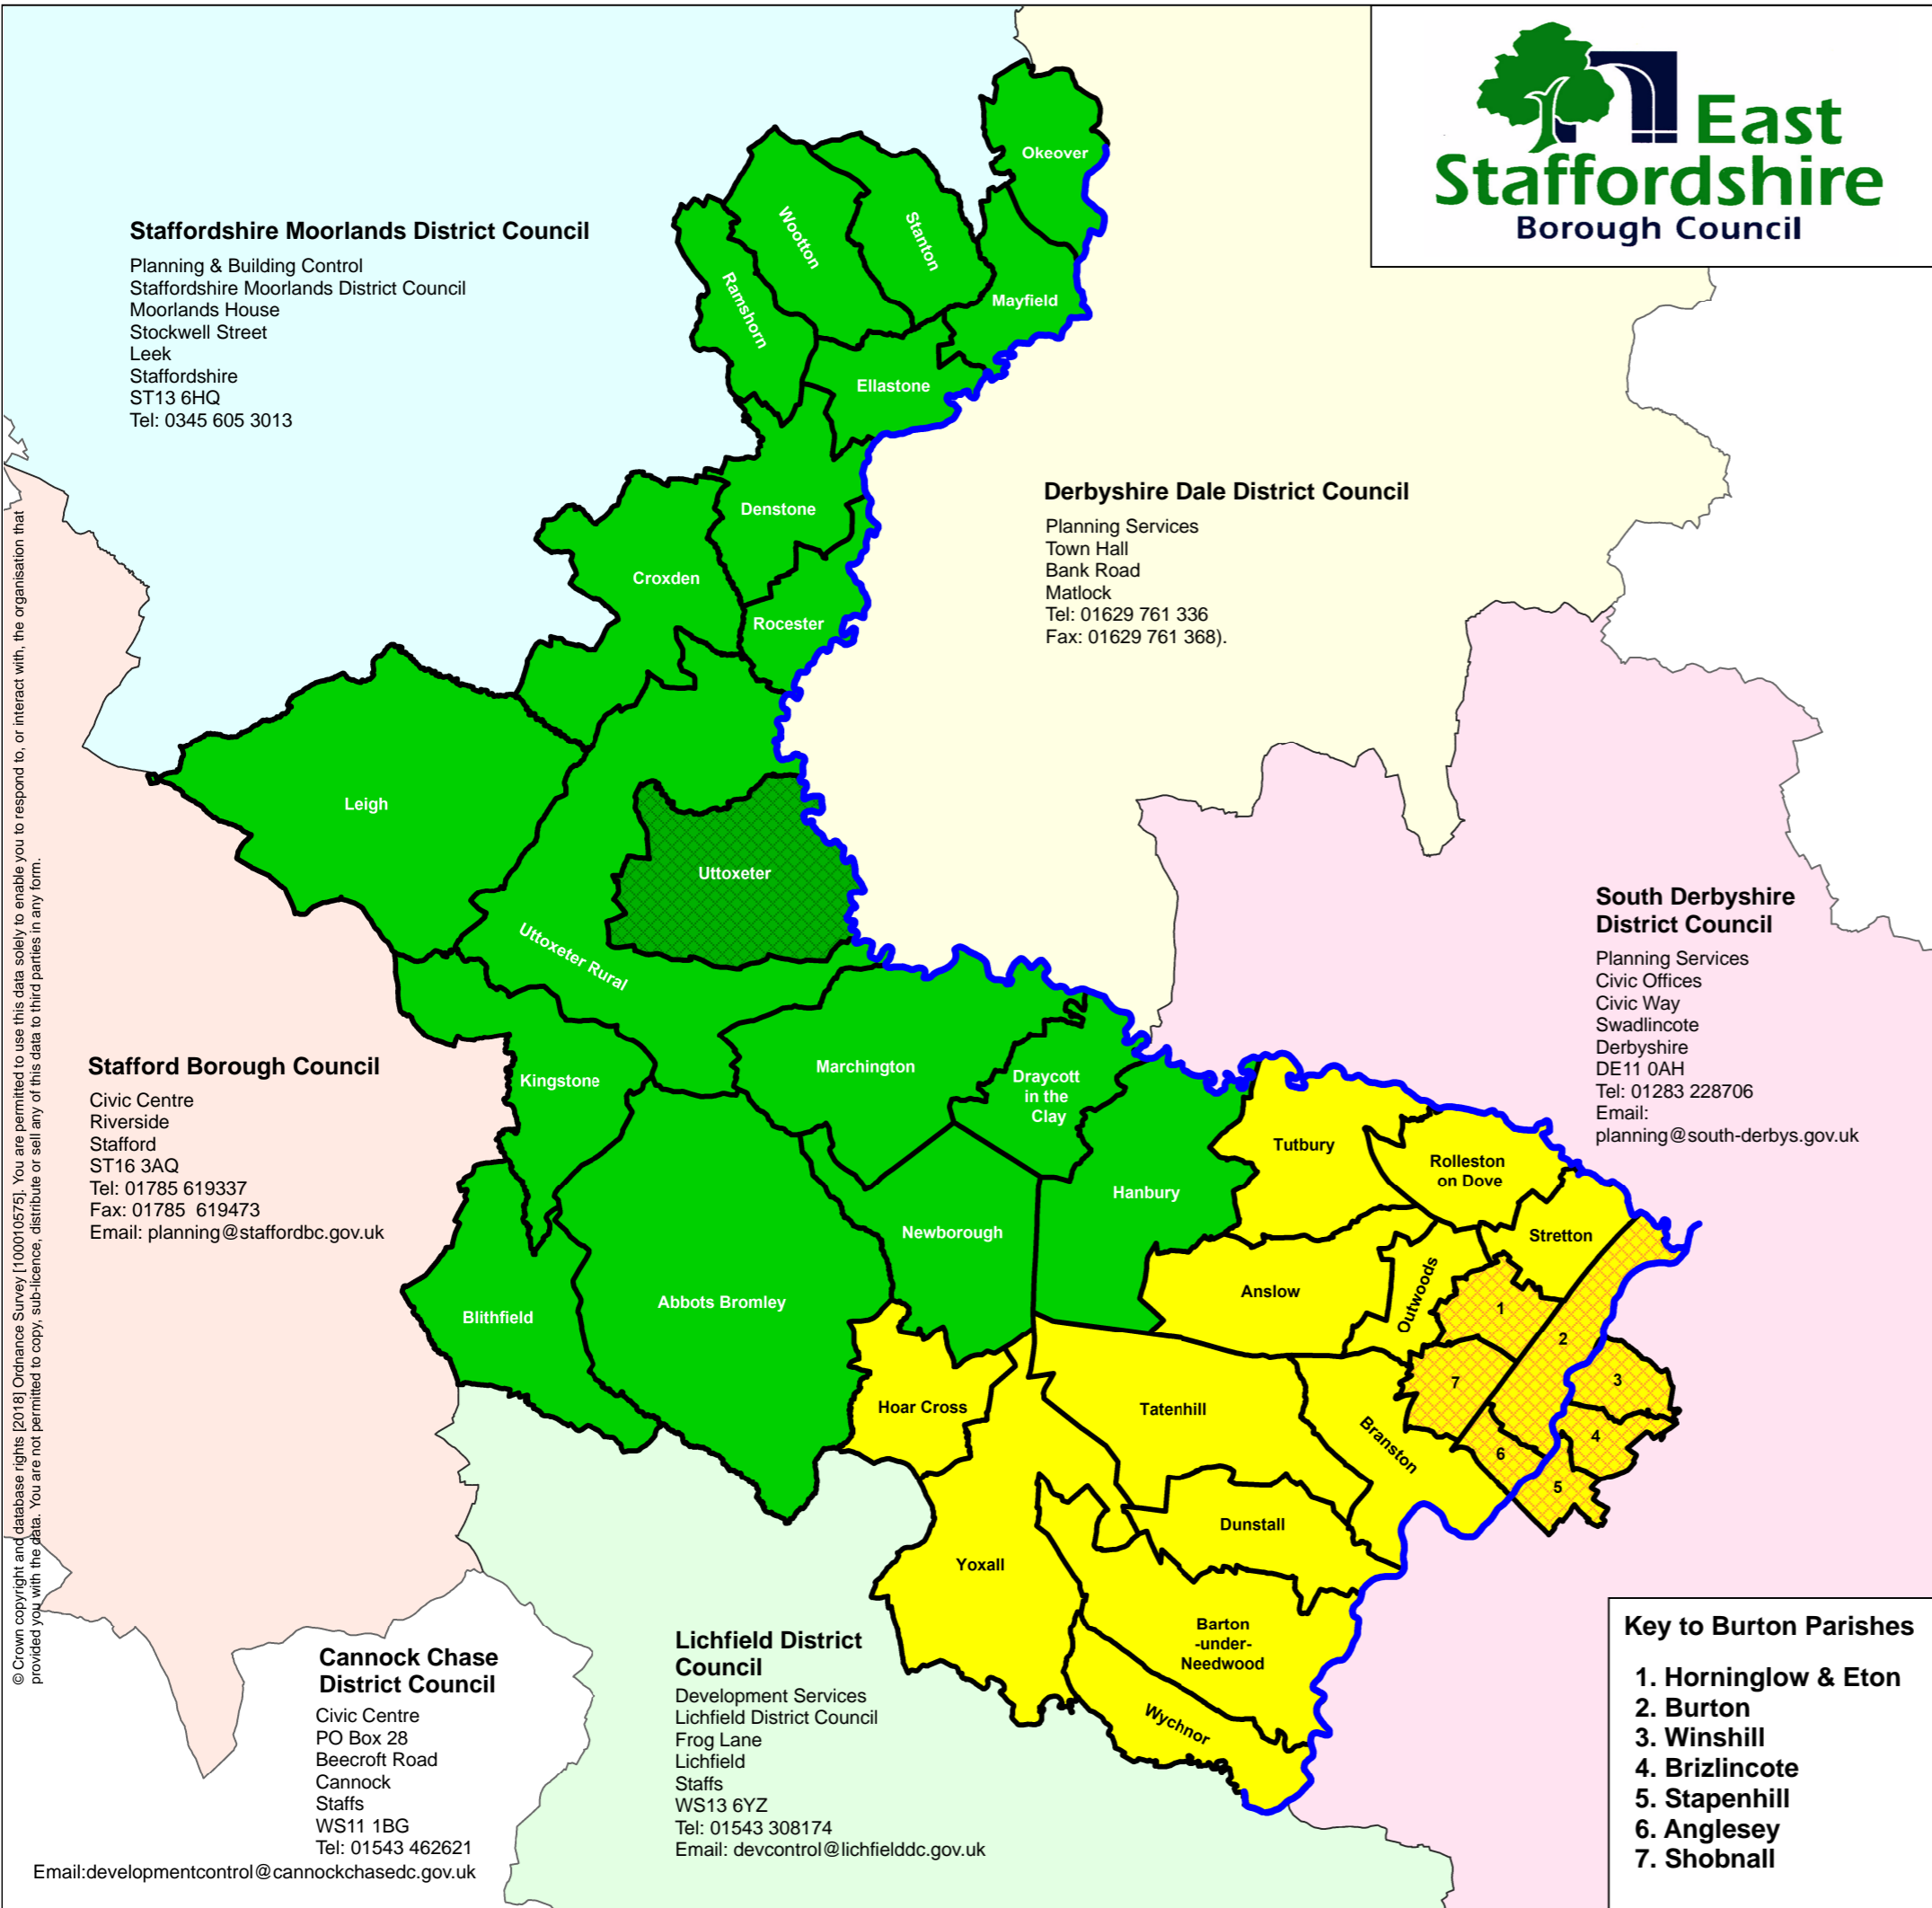 East
Staffordshire
Borough Council
Staffordshire Moorlands District Council
Planning & Building Control
Staffordshire Moorlands District Council
Moorlands House
Stockwell Street
Leek
Staffordshire
ST13 6HQ
Tel: 0345 605 3013
Okeover
Wootton
Stanton
Ramshorn
Mayfield
Ellastone
Denstone
Croxden
Rocester
Leigh
Uttoxeter
Uttoxeter Rural
Derbyshire Dale District Council
Planning Services
Town Hall
Bank Road
Matlock
Tel: 01629 761 336
Fax: 01629 761 368).
South Derbyshire
District Council
Planning Services
Civic Offices
Civic Way
Swadlincote
Derbyshire
DE11 0AH
Tel: 01283 228706
Email:
planning@south-derbys.gov.uk
Stafford Borough Council
Civic Centre
Riverside
Stafford
ST16 3AQ
Tel: 01785 619337
Fax: 01785  619473
Email: planning@staffordbc.gov.uk
Kingstone
Marchington
Draycott
in the
Clay
Tutbury
Rolleston
on Dove
Hanbury
Newborough
Stretton
Anslow
Outwoods
Abbots Bromley
Blithfield
1
2
3
7
4
6
5
Hoar Cross
Tatenhill
Branston
Dunstall
Yoxall
Barton
-under-
Needwood
Wychnor
Cannock Chase
District Council
Civic Centre
PO Box 28
Beecroft Road
Cannock
Staffs
WS11 1BG
Tel: 01543 462621
Email:developmentcontrol@cannockchasedc.gov.uk
Lichfield District
Council
Development Services
Lichfield District Council
Frog Lane
Lichfield
Staffs
WS13 6YZ
Tel: 01543 308174
Email: devcontrol@lichfielddc.gov.uk
Key to Burton Parishes
1. Horninglow & Eton
2. Burton
3. Winshill
4. Brizlincote
5. Stapenhill
6. Anglesey
7. Shobnall
© Crown copyright and database rights [2018] Ordnance Survey [100010575]. You are permitted to use this data solely to enable you to respond to, or interact with, the organisation that
provided you with the data. You are not permitted to copy, sub-licence, distribute or sell any of this data to third parties in any form.